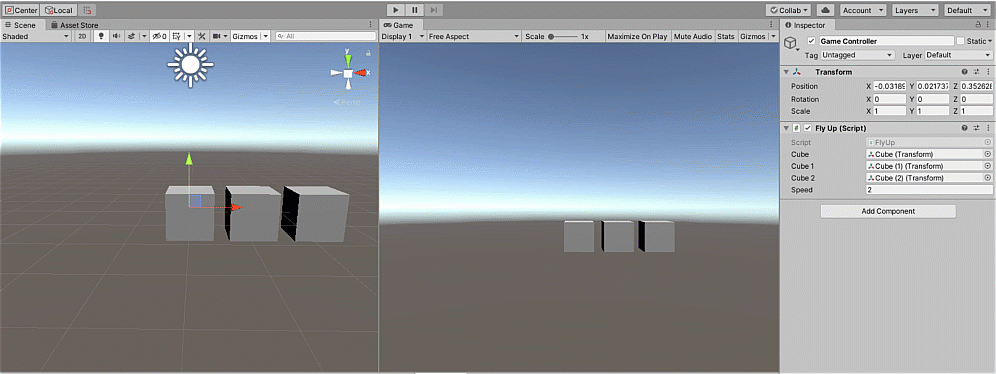 Center Local Collab Account Layers Default
Scene Asset Store Game Inspector
Shaded 2D 0 Gizmos All Display 1 Free Aspect Scale 1x Maximize On Play Mute Audio Stats Gizmos
Game Controller Static
Tag Untagged Layer Default
y
x
Persp
Transform
Position X -0.0318 Y 0.02173 Z 0.352628
Rotation X 0 Y 0 Z 0
Scale X 1 Y 1 Z 1
# Fly Up (Script)
Script FlyUp
Cube Cube (Transform)
Cube 1 Cube (1) (Transform)
Cube 2 Cube (2) (Transform)
Speed 2
Add Component